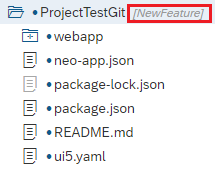 ProjectTestGit [NewFeature]
webapp
neo-app.json
package-lock.json
package.json
README.md
ui5.yaml